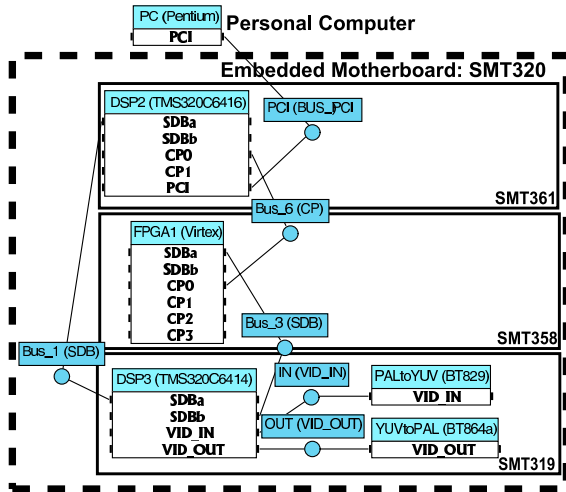 PC (Pentium)
PCI
Personal Computer
Embedded Motherboard: SMT320
DSP2 (TMS320C6416)
SDBa
SDBb
CP0
CP1
PCI
PCI (BUS_PCI
SMT361
Bus_6 (CP)
FPGA1 (Virtex)
SDBa
SDBb
CP0
CP1
CP2
CP3
Bus_3 (SDB)
SMT358
Bus_1 (SDB)
DSP3 (TMS320C6414)
SDBa
SDBb
VID_IN
VID_OUT
IN (VID_IN)
PALtoYUV (BT829)
VID_IN
OUT (VID_OUT)
YUVtoPAL (BT864a)
VID_OUT
SMT319